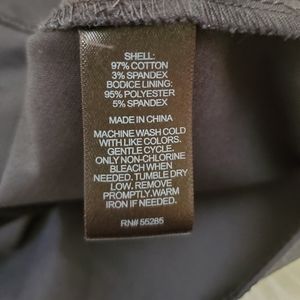 SHELL:
97% COTTON
3% SPANDEX
BODICE LINING:
95% POLYESTER
5% SPANDEX
MADE IN CHINA
MACHINE WASH COLD
WITH LIKE COLORS.
GENTLE CYCLE.
ONLY NON-CHLORINE
BLEACH WHEN
NEEDED. TUMBLE DRY
LOW. REMOVE
PROMPTLY. WARM
IRON IF NEEDED.
RN# 55285